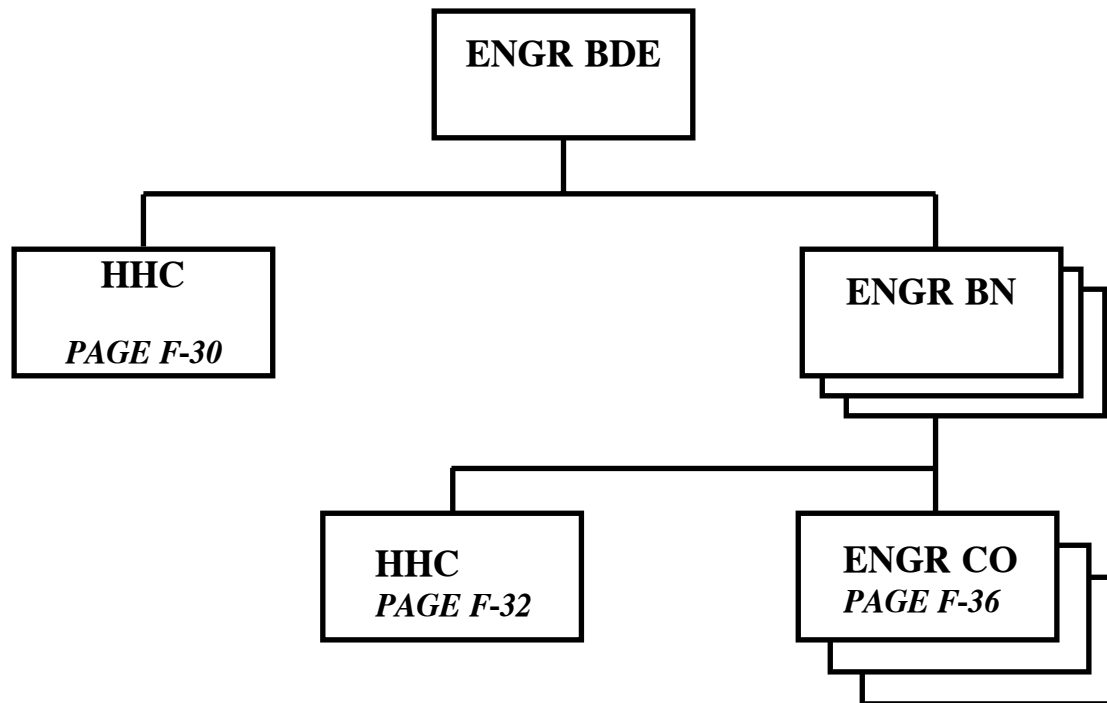 ENGR BDE
HHC
PAGE F-30
ENGR BN
HHC
PAGE F-32
ENGR CO
PAGE F-36